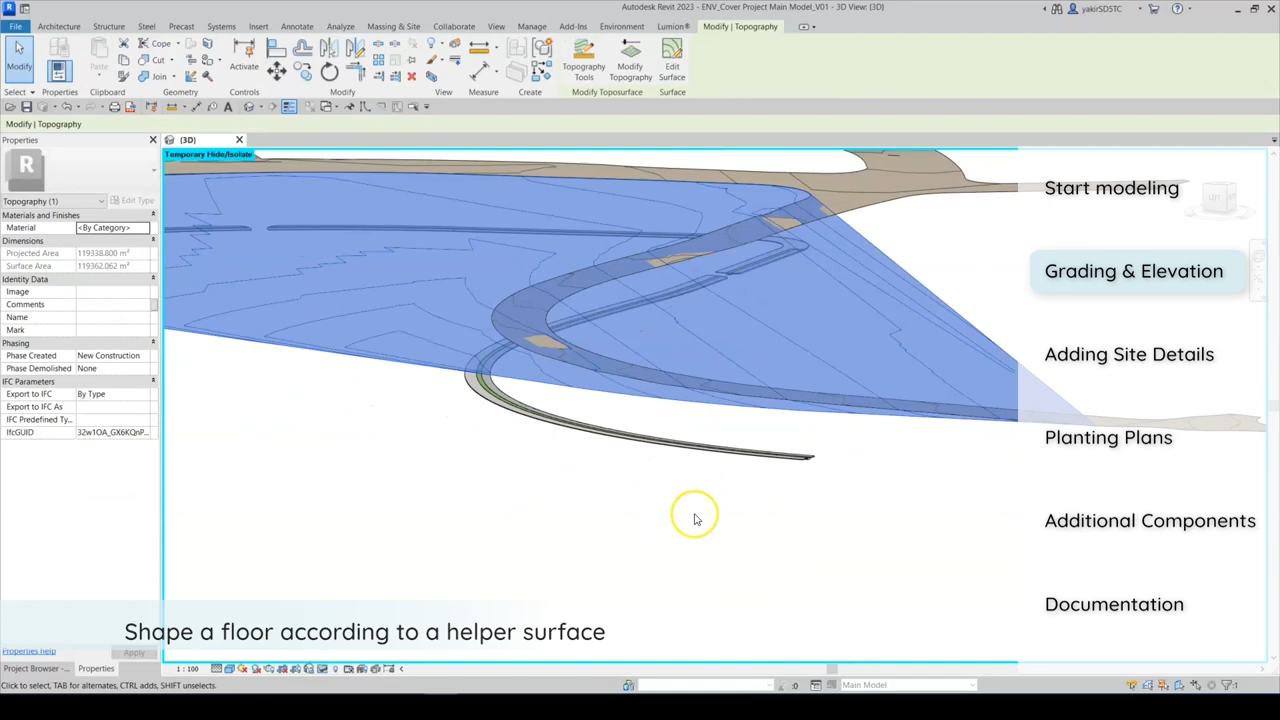 Autodesk Revit 2023 - ENV_Cover Project Main Model_V01 - 3D View: {3D}
yakirSD5TC
File Architecture Structure Steel Precast Systems Insert Annotate Analyze Massing & Site Collaborate View Manage Add-Ins Environment Lumion® Modify | Topography
Cope
Cut
Join
Modify Paste Activate Topography Tools Modify Topography Edit Surface
Select Properties Clipboard Geometry Controls Modify View Measure Create Modify Toposurface Surface
Modify | Topography
Properties
{3D}
Temporary Hide/Isolate
R
Topography (1) Edit Type
Materials and Finishes
Material <By Category>
Dimensions
Projected Area 119338.800 m²
Surface Area 119362.062 m²
Identity Data
Image
Comments
Name
Mark
Phasing
Phase Created New Construction
Phase Demolished None
IFC Parameters
Export to IFC By Type
Export to IFC As
IFC Predefined Ty...
IfcGUID 32w1OA_GX6KQnP...
Start modeling
Grading & Elevation
Adding Site Details
Planting Plans
Additional Components
Documentation
Shape a floor according to a helper surface
Properties help Apply
Project Browser -... Properties
1 : 100
Click to select, TAB for alternates, CTRL adds, SHIFT unselects.
:0
Main Model
:1